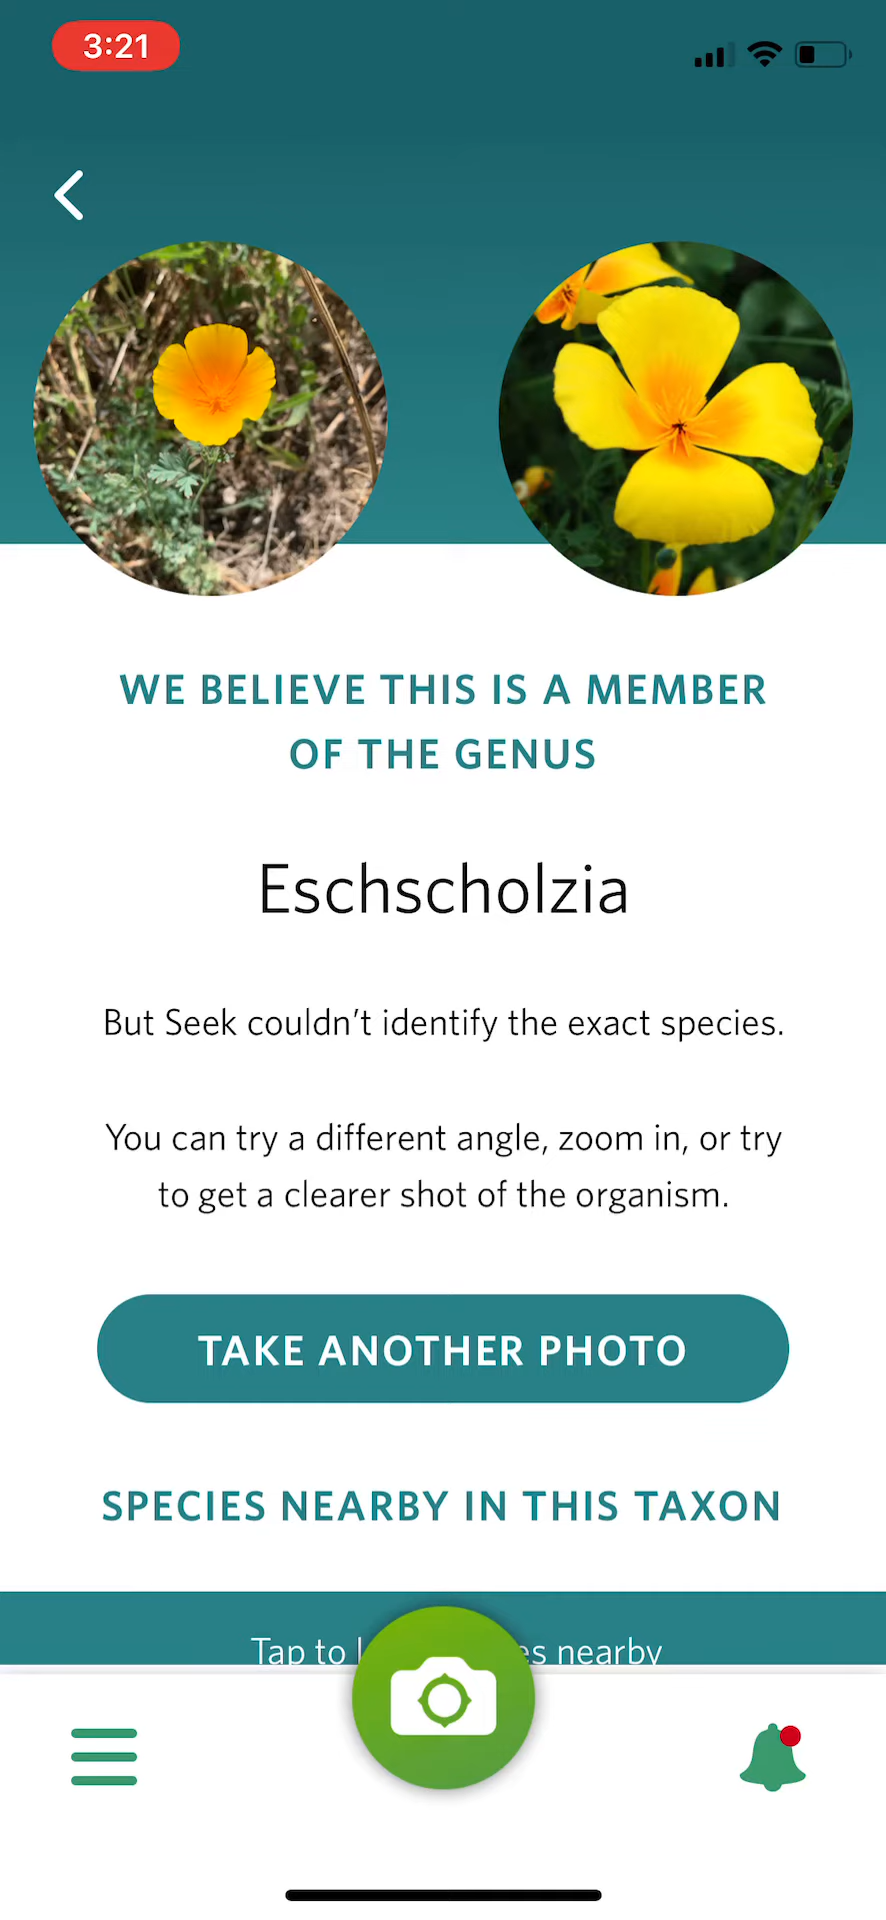 3:21
WE BELIEVE THIS IS A MEMBER
OF THE GENUS
Eschscholzia
But Seek couldn't identify the exact species.
You can try a different angle, zoom in, or try
to get a clearer shot of the organism.
TAKE ANOTHER PHOTO
SPECIES NEARBY IN THIS TAXON
Tap to nearby